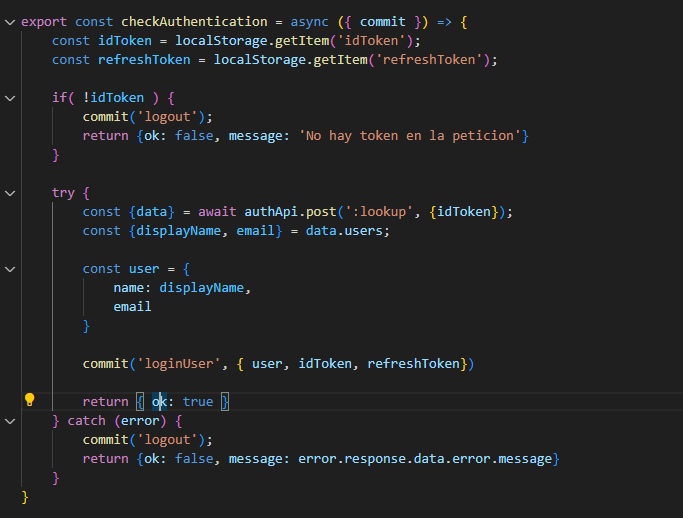 export const checkAuthentication = async ({ commit }) => {
    const idToken = localStorage.getItem('idToken');
    const refreshToken = localStorage.getItem('refreshToken');

    if( !idToken ) {
        commit('logout');
        return {ok: false, message: 'No hay token en la peticion'}
    }

    try {
        const {data} = await authApi.post(':lookup', {idToken});
        const {displayName, email} = data.users;

        const user = {
            name: displayName,
            email
        }

        commit('loginUser', { user, idToken, refreshToken})

        return { ok: true }
    } catch (error) {
        commit('logout');
        return {ok: false, message: error.response.data.error.message}
    }
}